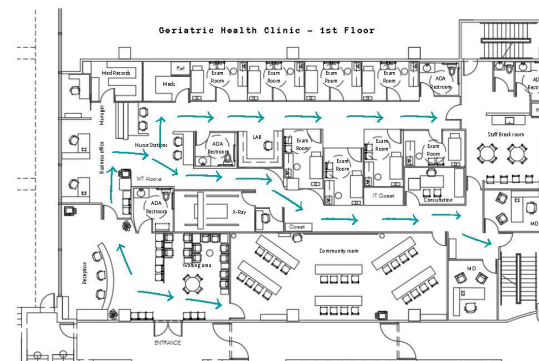 Geriatric Health Clinic - 1st Floor
Ref
Med Records
Meds
Exam
Room
Exam
Room
Exam
Room
Exam
Room
ADA
Restroom
Manager
Business office
Nurse Stations
ADA
Restroom
LAB
Exam
Room
Exam
Room
Exam
Room
Exam
Room
Staff Break room
WT Alcove
ADA
Restroom
X-Ray
Closet
IT Closet
Consultation
MD
MD
Reception
Waiting area
Community room
ENTRANCE